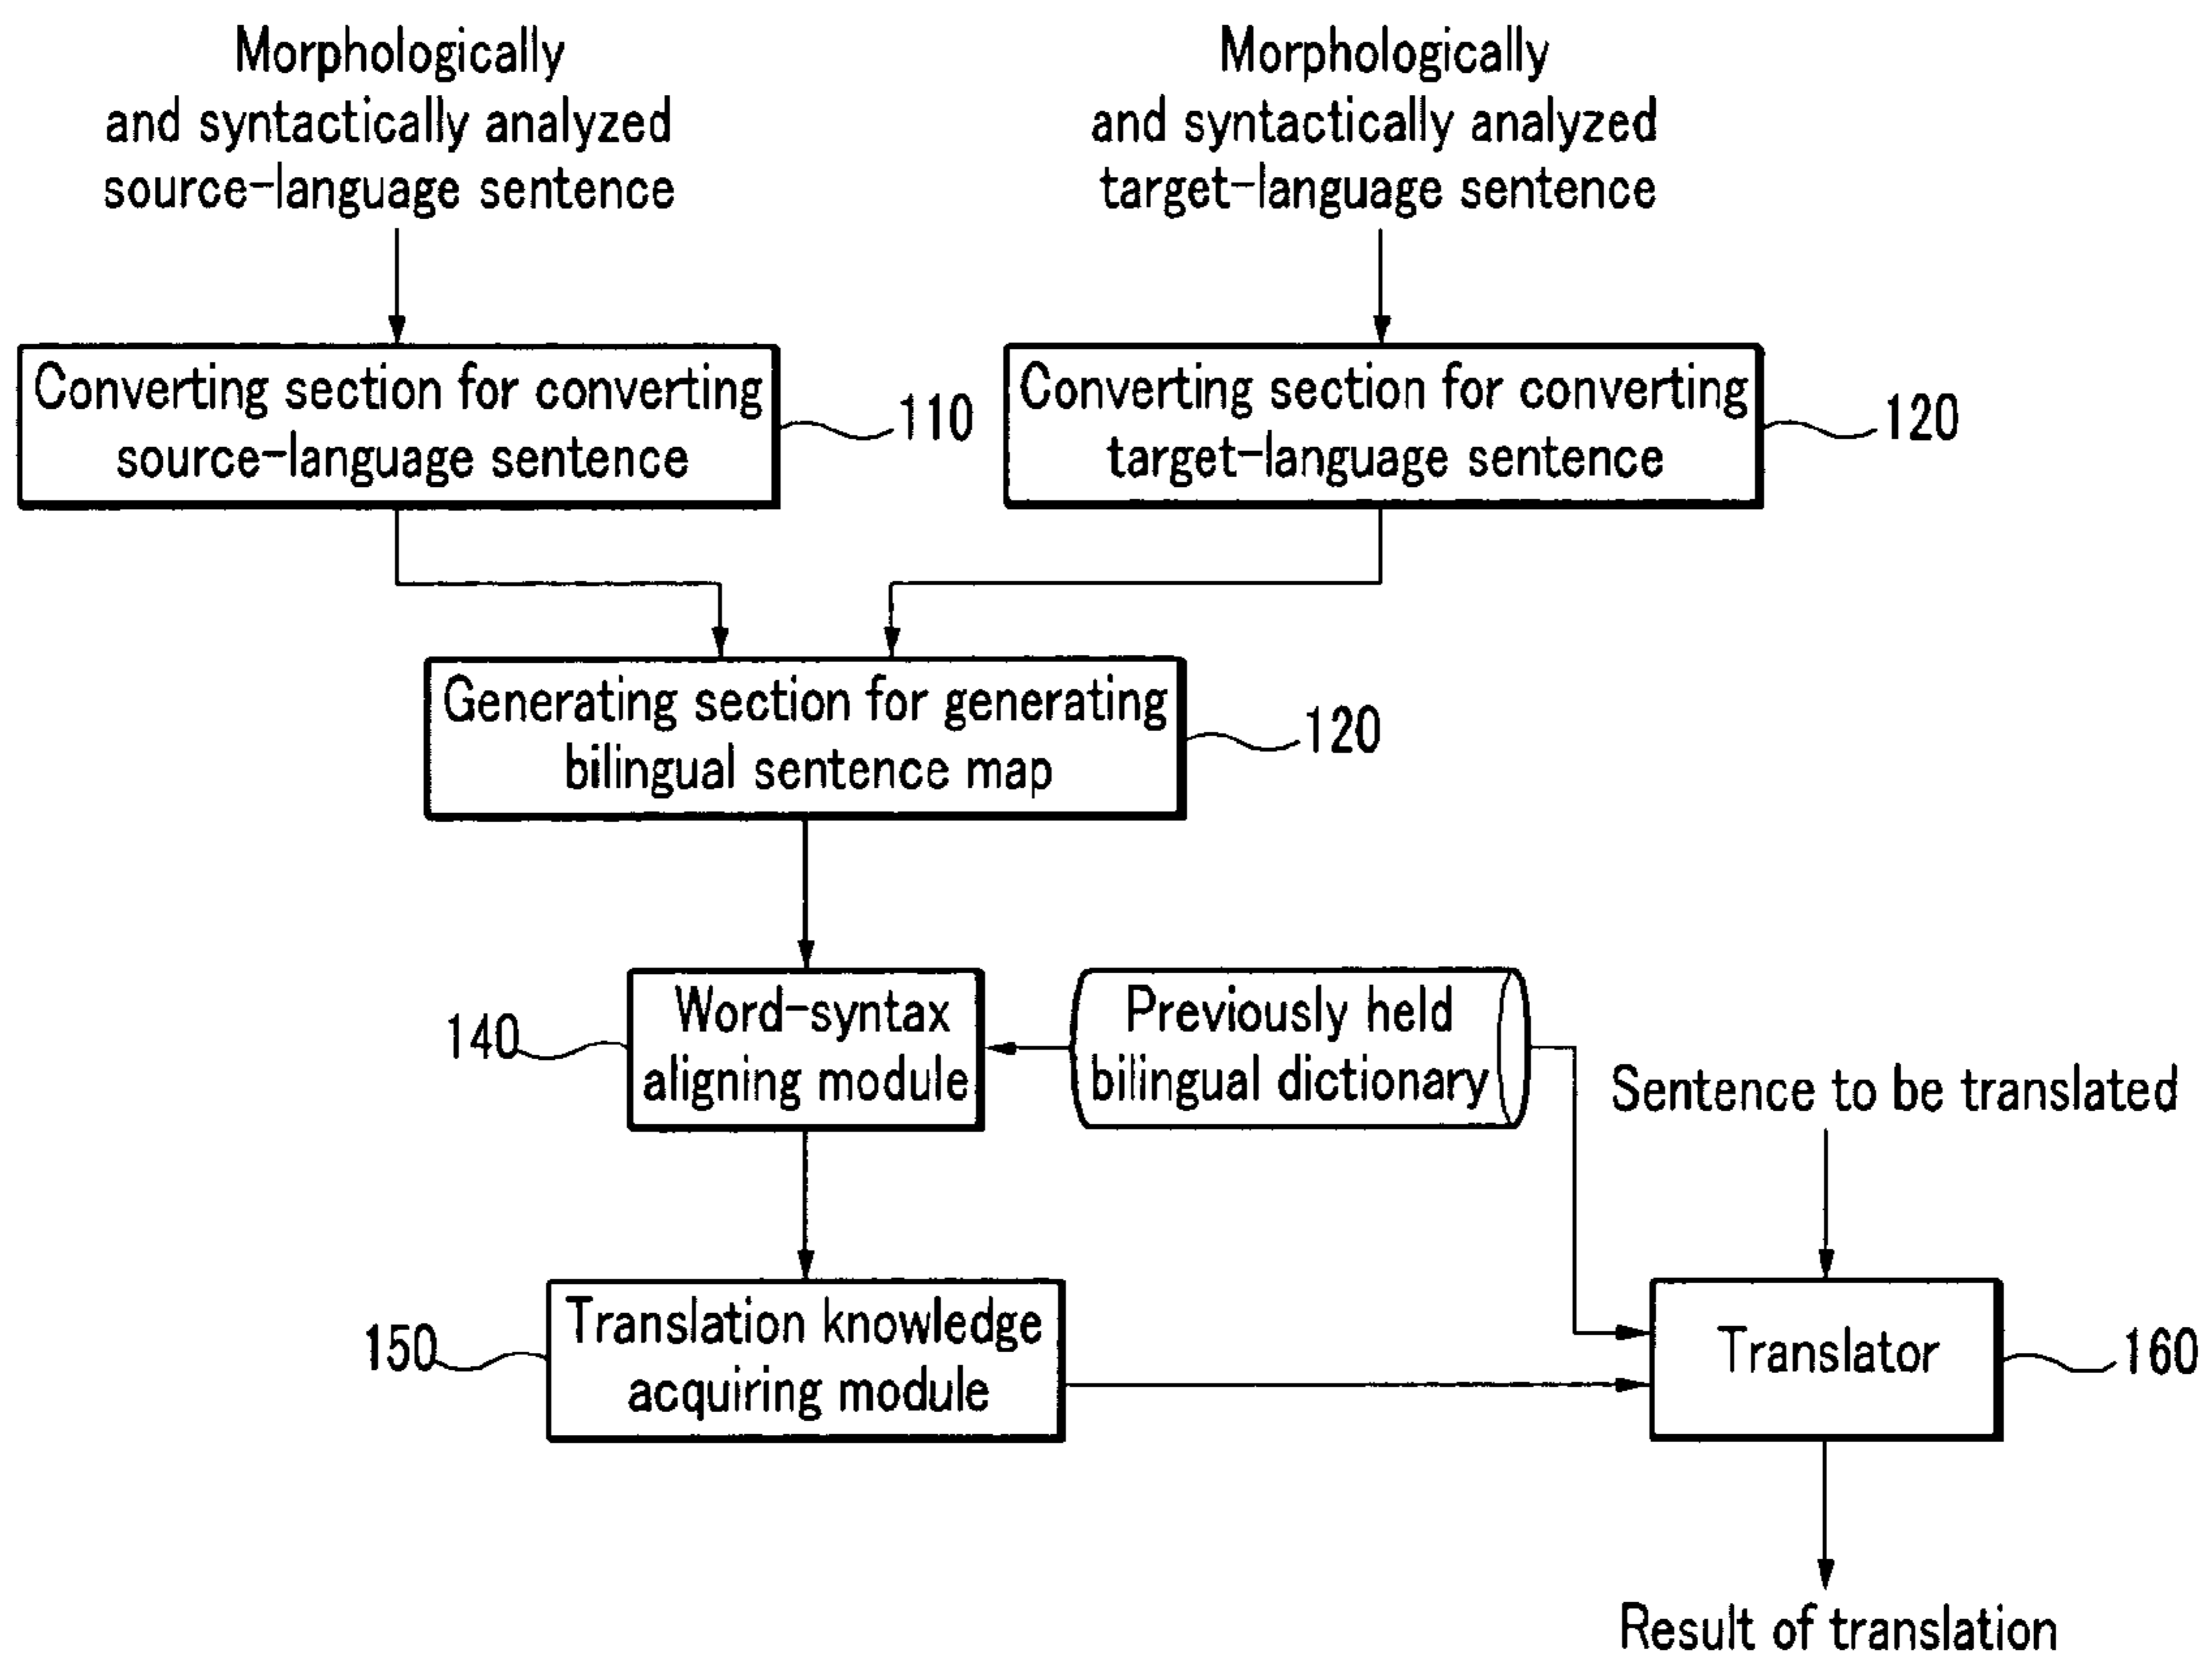 Morphologically
and syntactically analyzed
source-language sentence
Morphologically
and syntactically analyzed
target-language sentence
Converting section for converting
source-language sentence
110
Converting section for converting
target-language sentence
120
Generating section for generating
bilingual sentence map
120
140
Word-syntax
aligning module
Previously held
bilingual dictionary
Sentence to be translated
150
Translation knowledge
acquiring module
Translator
160
Result of translation